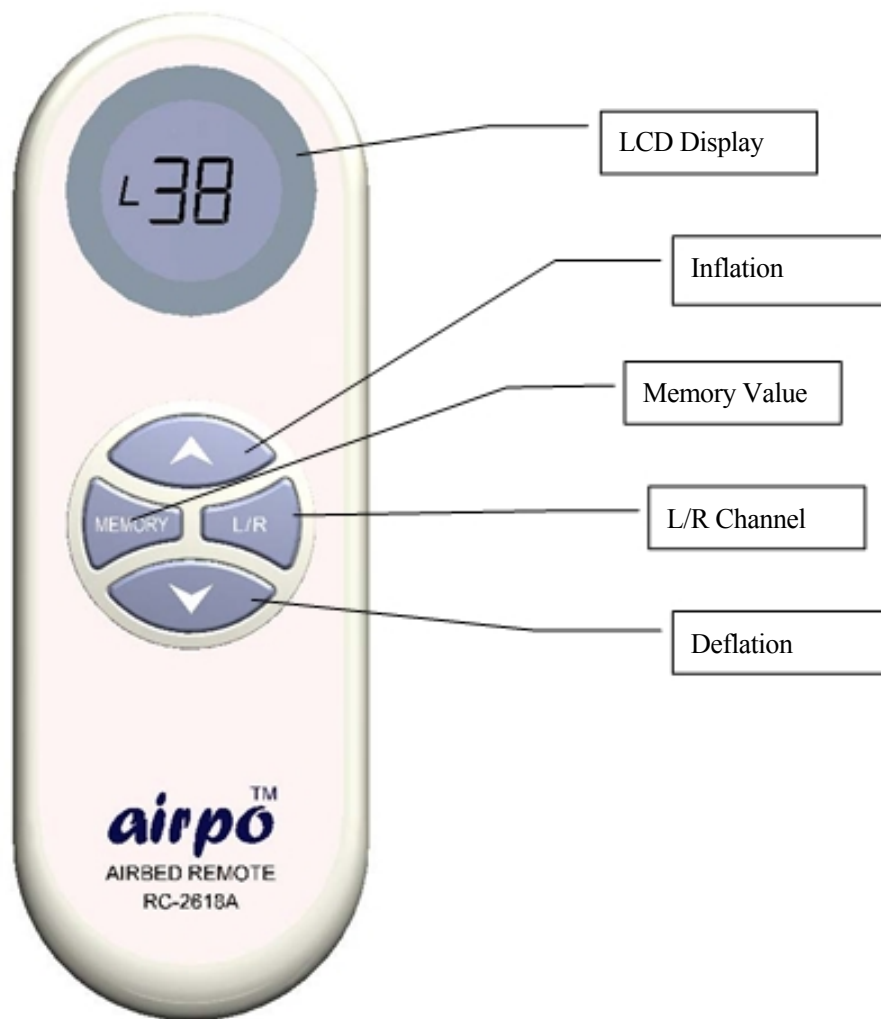 L38
LCD Display
Inflation
Memory Value
MEMORY
L/R
L/R Channel
Deflation
airpo™
AIRBED REMOTE
RC-2618A